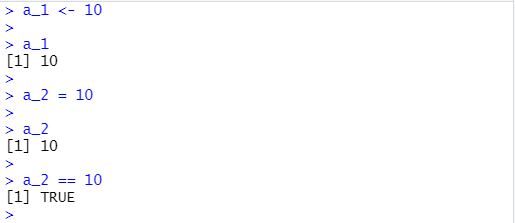 > a_1 <- 10
>
> a_1
[1] 10
>
> a_2 = 10
>
> a_2
[1] 10
>
> a_2 == 10
[1] TRUE
>